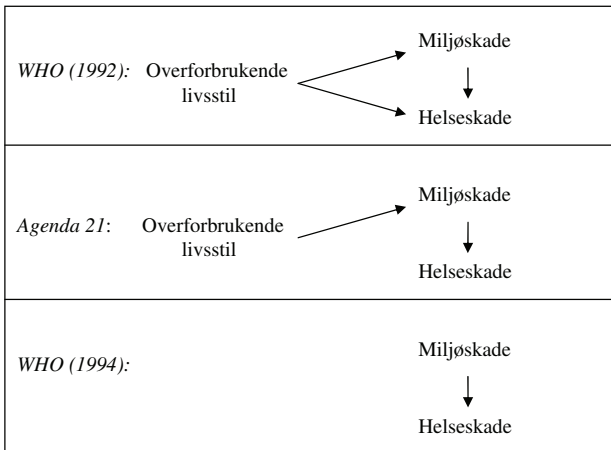 Miljøskade
WHO (1992): Overforbrukende
livsstil
Helseskade
Miljøskade
Agenda 21: Overforbrukende
livsstil
Helseskade
Miljøskade
WHO (1994):
Helseskade